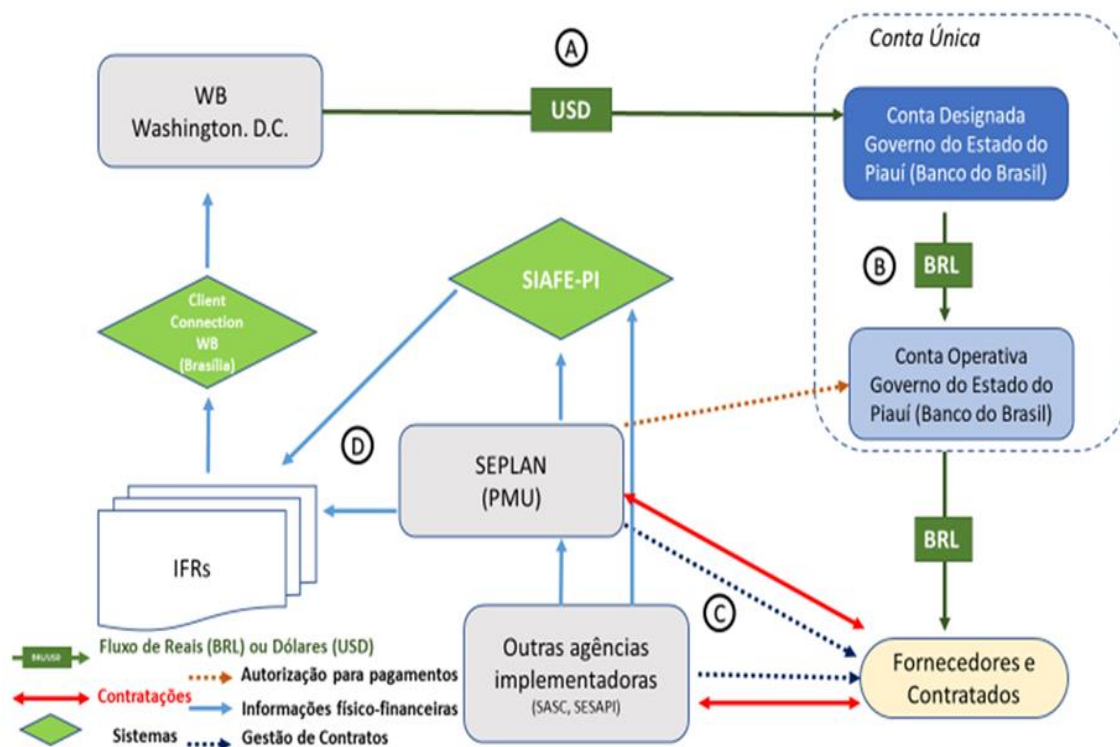 A
Conta Única
WB
Washington. D.C.
USD
Conta Designada
Governo do Estado do
Piauí (Banco do Brasil)
B
BRL
SIAFE-PI
Client
Connection
WB
(Brasília)
Conta Operativa
Governo do Estado do
Piauí (Banco do Brasil)
D
SEPLAN
(PMU)
BRL
IFRs
C
Outras agências
implementadoras
(SASC, SESAPI)
Fornecedores e
Contratados
BRL/USD
Fluxo de Reais (BRL) ou Dólares (USD)
Autorização para pagamentos
Contratações
Informações físico-financeiras
Sistemas
Gestão de Contratos